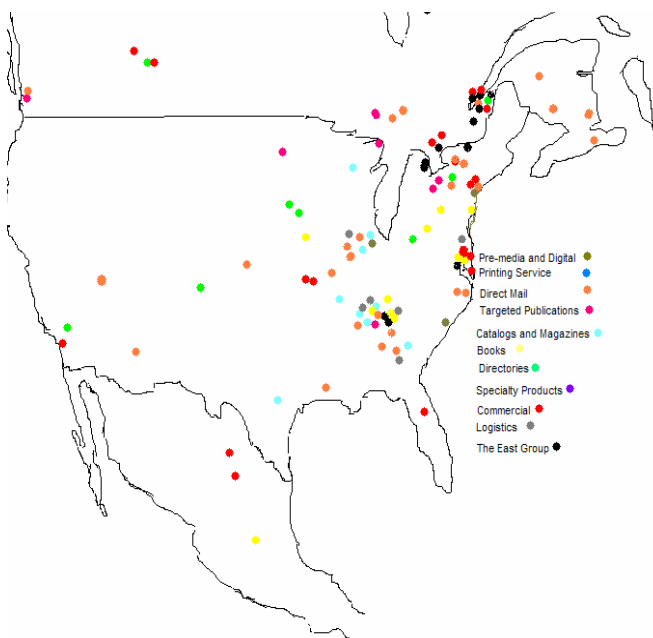 Pre-media and Digital
Printing Service
Direct Mail
Targeted Publications
Catalogs and Magazines
Books
Directories
Specialty Products
Commercial
Logistics
The East Group